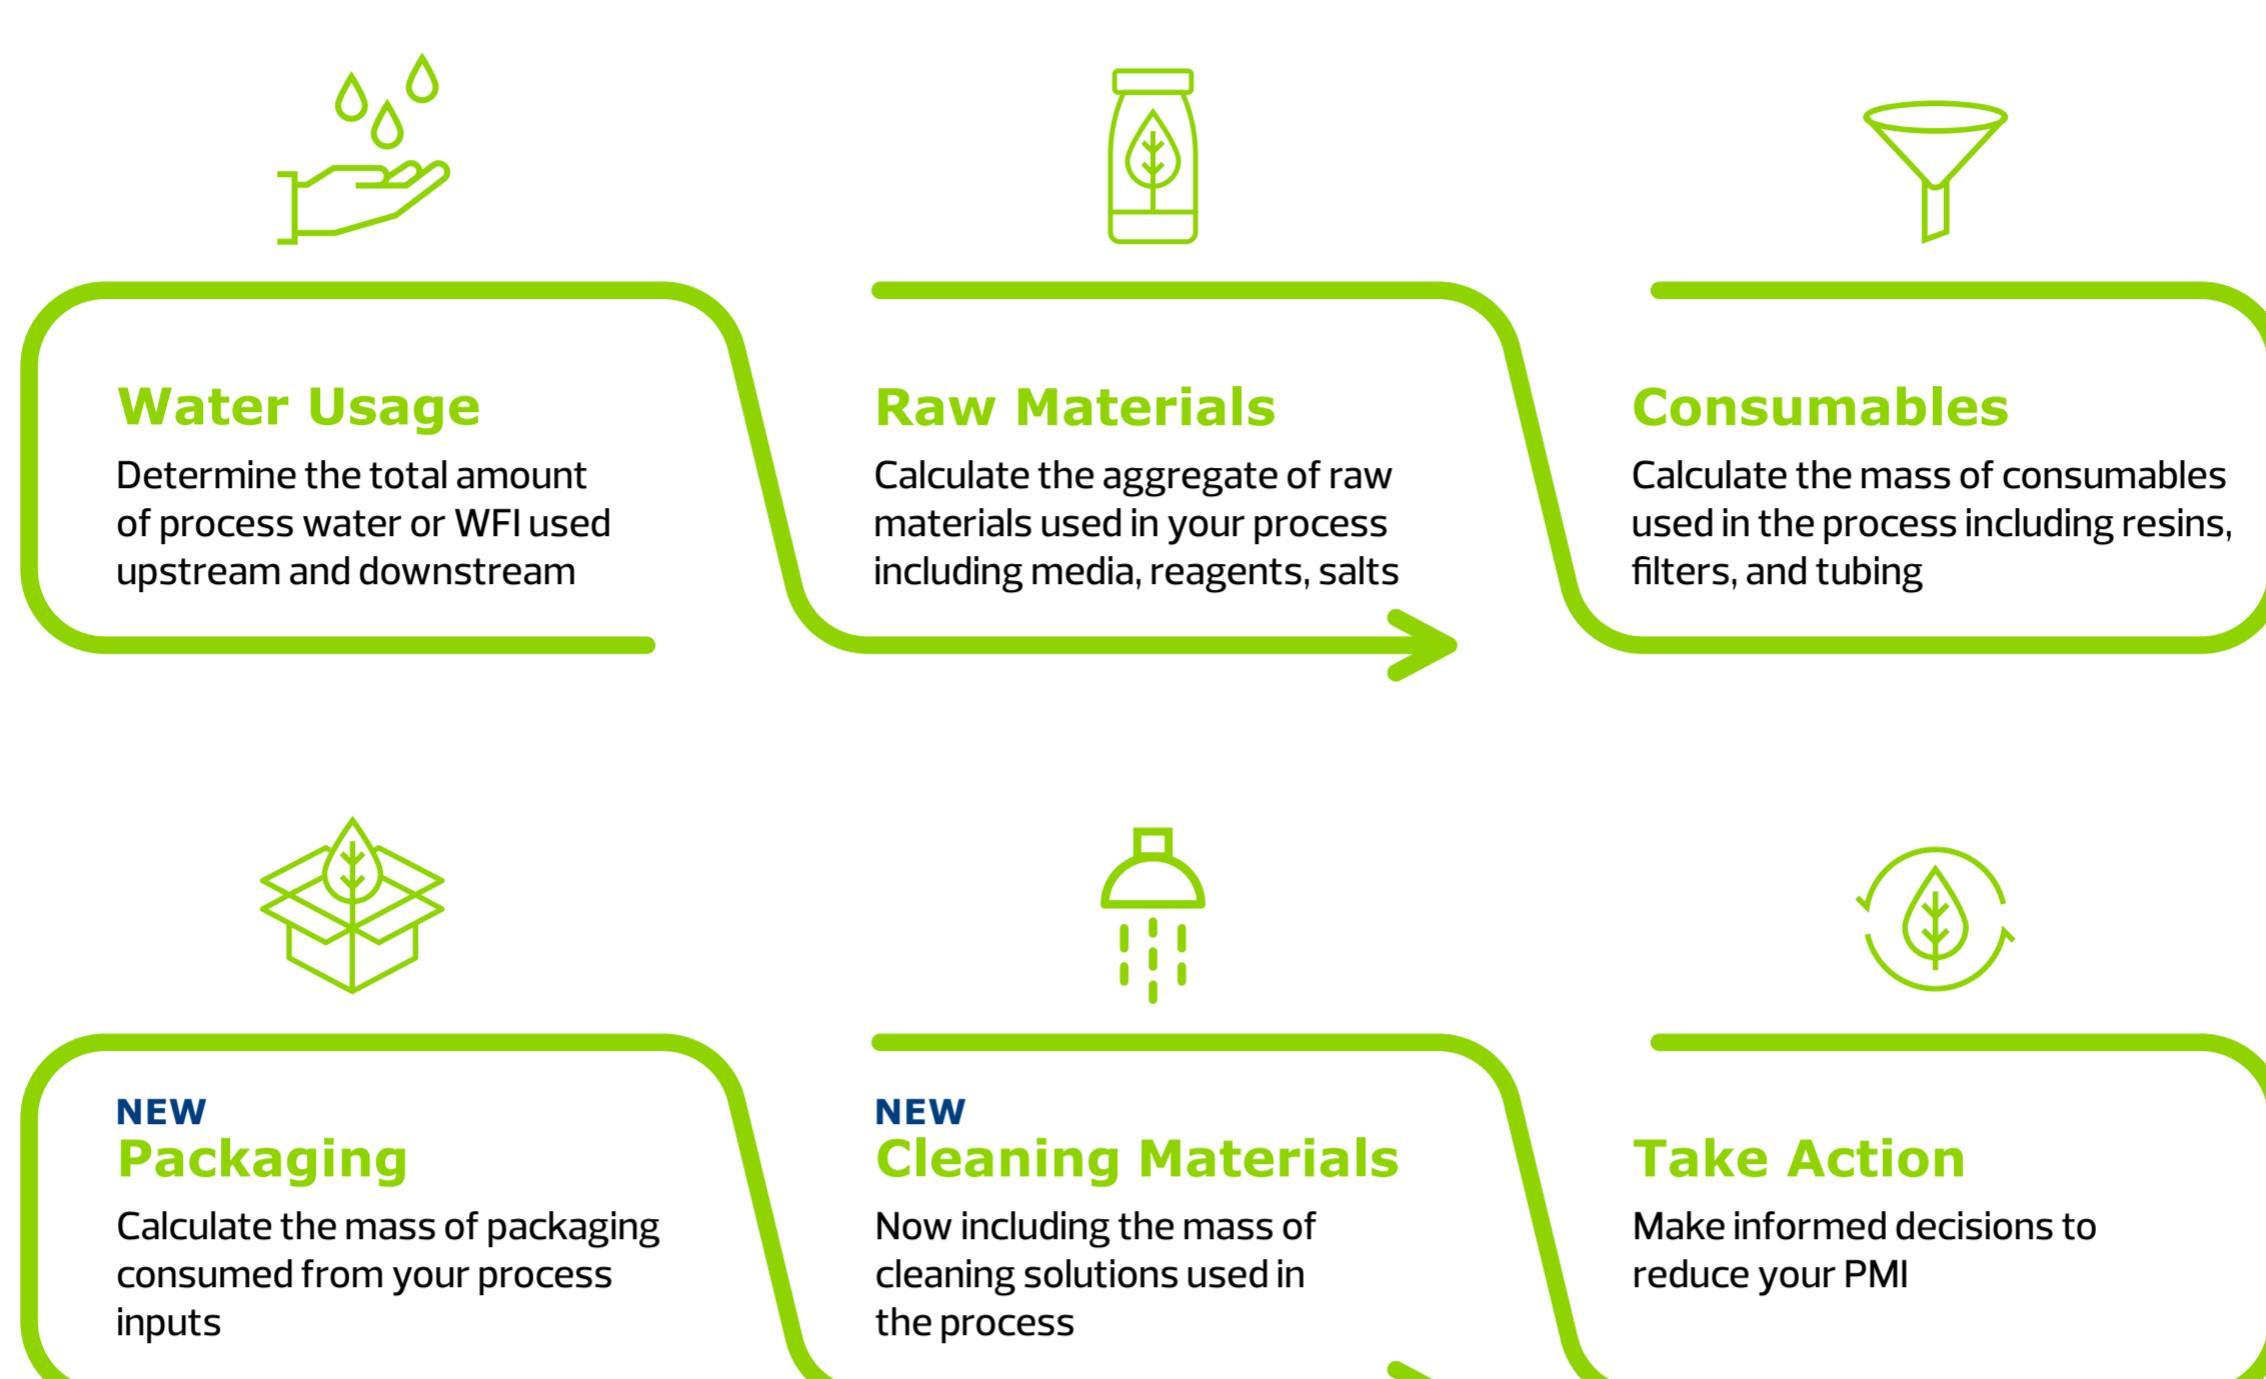 Water Usage
Determine the total amount
of process water or WFI used
upstream and downstream
Raw Materials
Calculate the aggregate of raw
materials used in your process
including media, reagents, salts
Consumables
Calculate the mass of consumables
used in the process including resins,
filters, and tubing
NEW
Packaging
Calculate the mass of packaging
consumed from your process
inputs
NEW
Cleaning Materials
Now including the mass of
cleaning solutions used in
the process
Take Action
Make informed decisions to
reduce your PMI